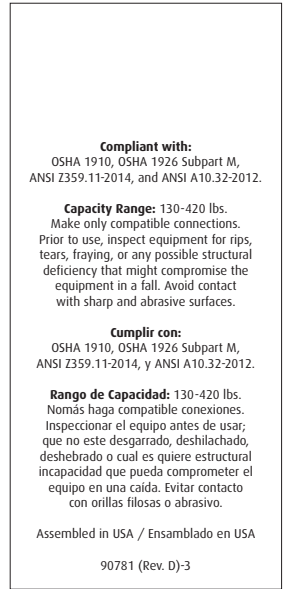 Compliant with:
OSHA 1910, OSHA 1926 Subpart M,
ANSI Z359.11-2014, and ANSI A10.32-2012.
Capacity Range: 130-420 lbs.
Make only compatible connections.
Prior to use, inspect equipment for rips,
tears, fraying, or any possible structural
deficiency that might compromise the
equipment in a fall. Avoid contact
with sharp and abrasive surfaces.
Cumplir con:
OSHA 1910, OSHA 1926 Subpart M,
ANSI Z359.11-2014, y ANSI A10.32-2012.
Rango de Capacidad: 130-420 lbs.
Nomás haga compatible conexiones.
Inspeccionar el equipo antes de usar;
que no este desgarrado, deshilachado,
deshebrado o cual es quiere estructural
incapacidad que pueda comprometer el
equipo en una caída. Evitar contacto
con orillas filosas o abrasivo.
Assembled in USA / Ensamblado en USA
90781 (Rev. D)-3